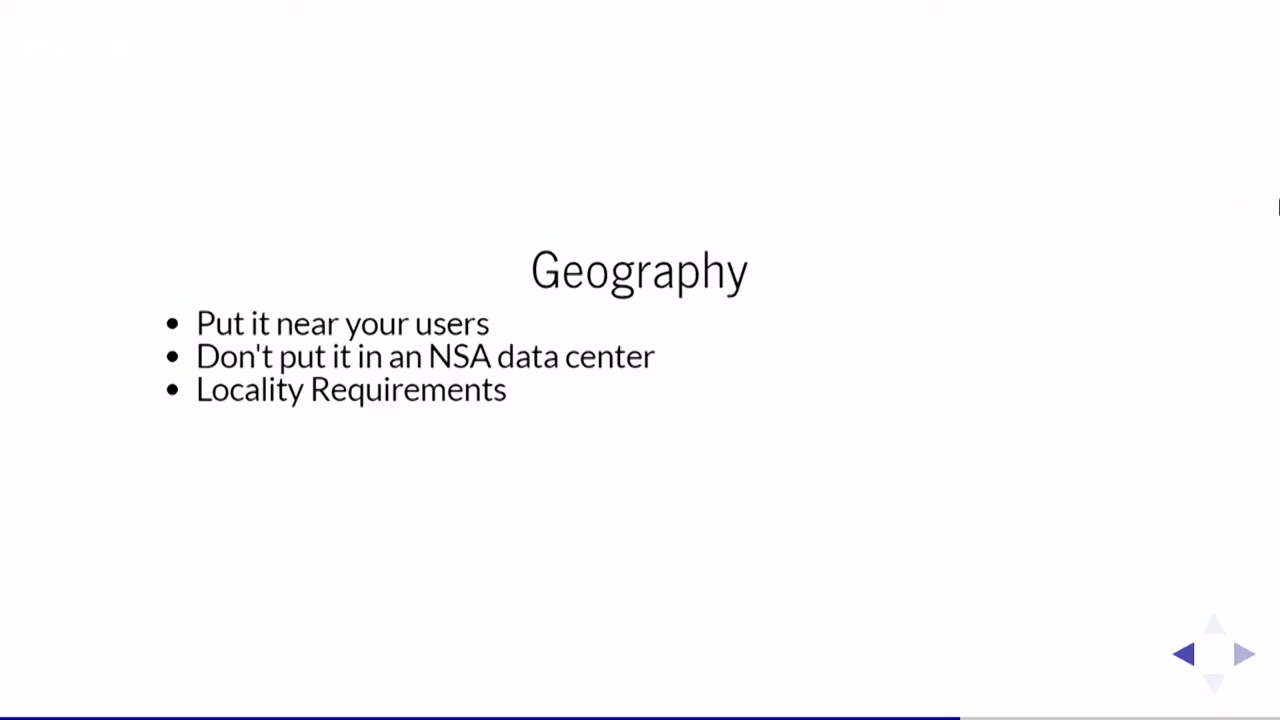 Geography
• Put it near your users
• Don't put it in an NSA data center
• Locality Requirements